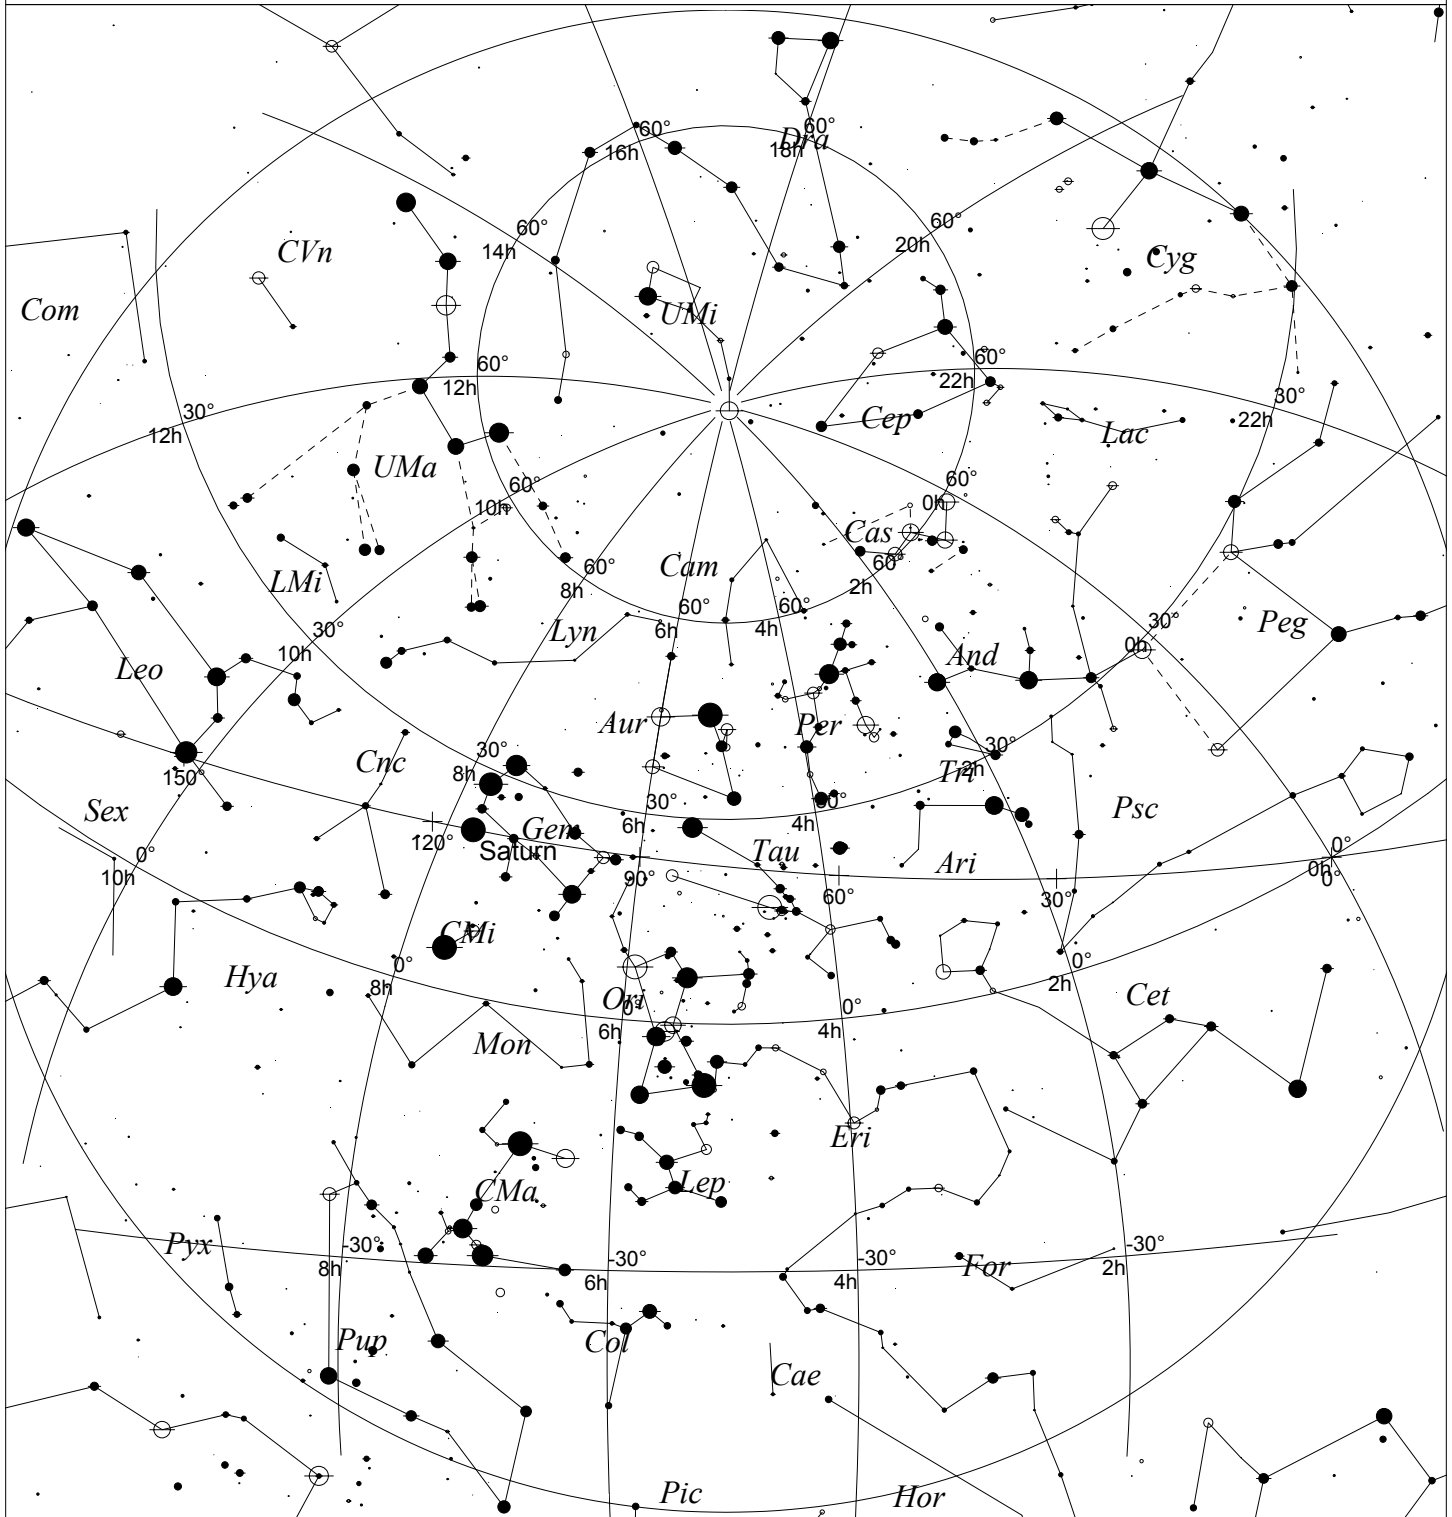 60°
16h
60°
Dra
18h
60°
14h
60°
20h
CVn
Cyg
Com
UMi
60°
12h
60°
22h
30°
12h
30°
22h
Cep
Lac
UMa
60°
10h
60°
0h
Cas
60°
2h
60°
8h
Cam
LMi
Lyn
60°
6h
60°
4h
30°
10h
30°
0h
Peg
Leo
And
Aur
Per
30°
8h
30°
2h
Tri
Cnc
150°
Sex
30°
6h
30°
4h
Psc
Gem
120°
Saturn
Tau
Ari
0°
10h
90°
60°
30°
0°
0h
0°
CMi
Hya
0°
8h
Ori
0°
6h
0°
4h
0°
2h
Cet
Mon
Eri
CMa
Lep
Pyx
-30°
8h
-30°
6h
-30°
4h
For
-30°
2h
Pup
Col
Cae
Pic
Hor